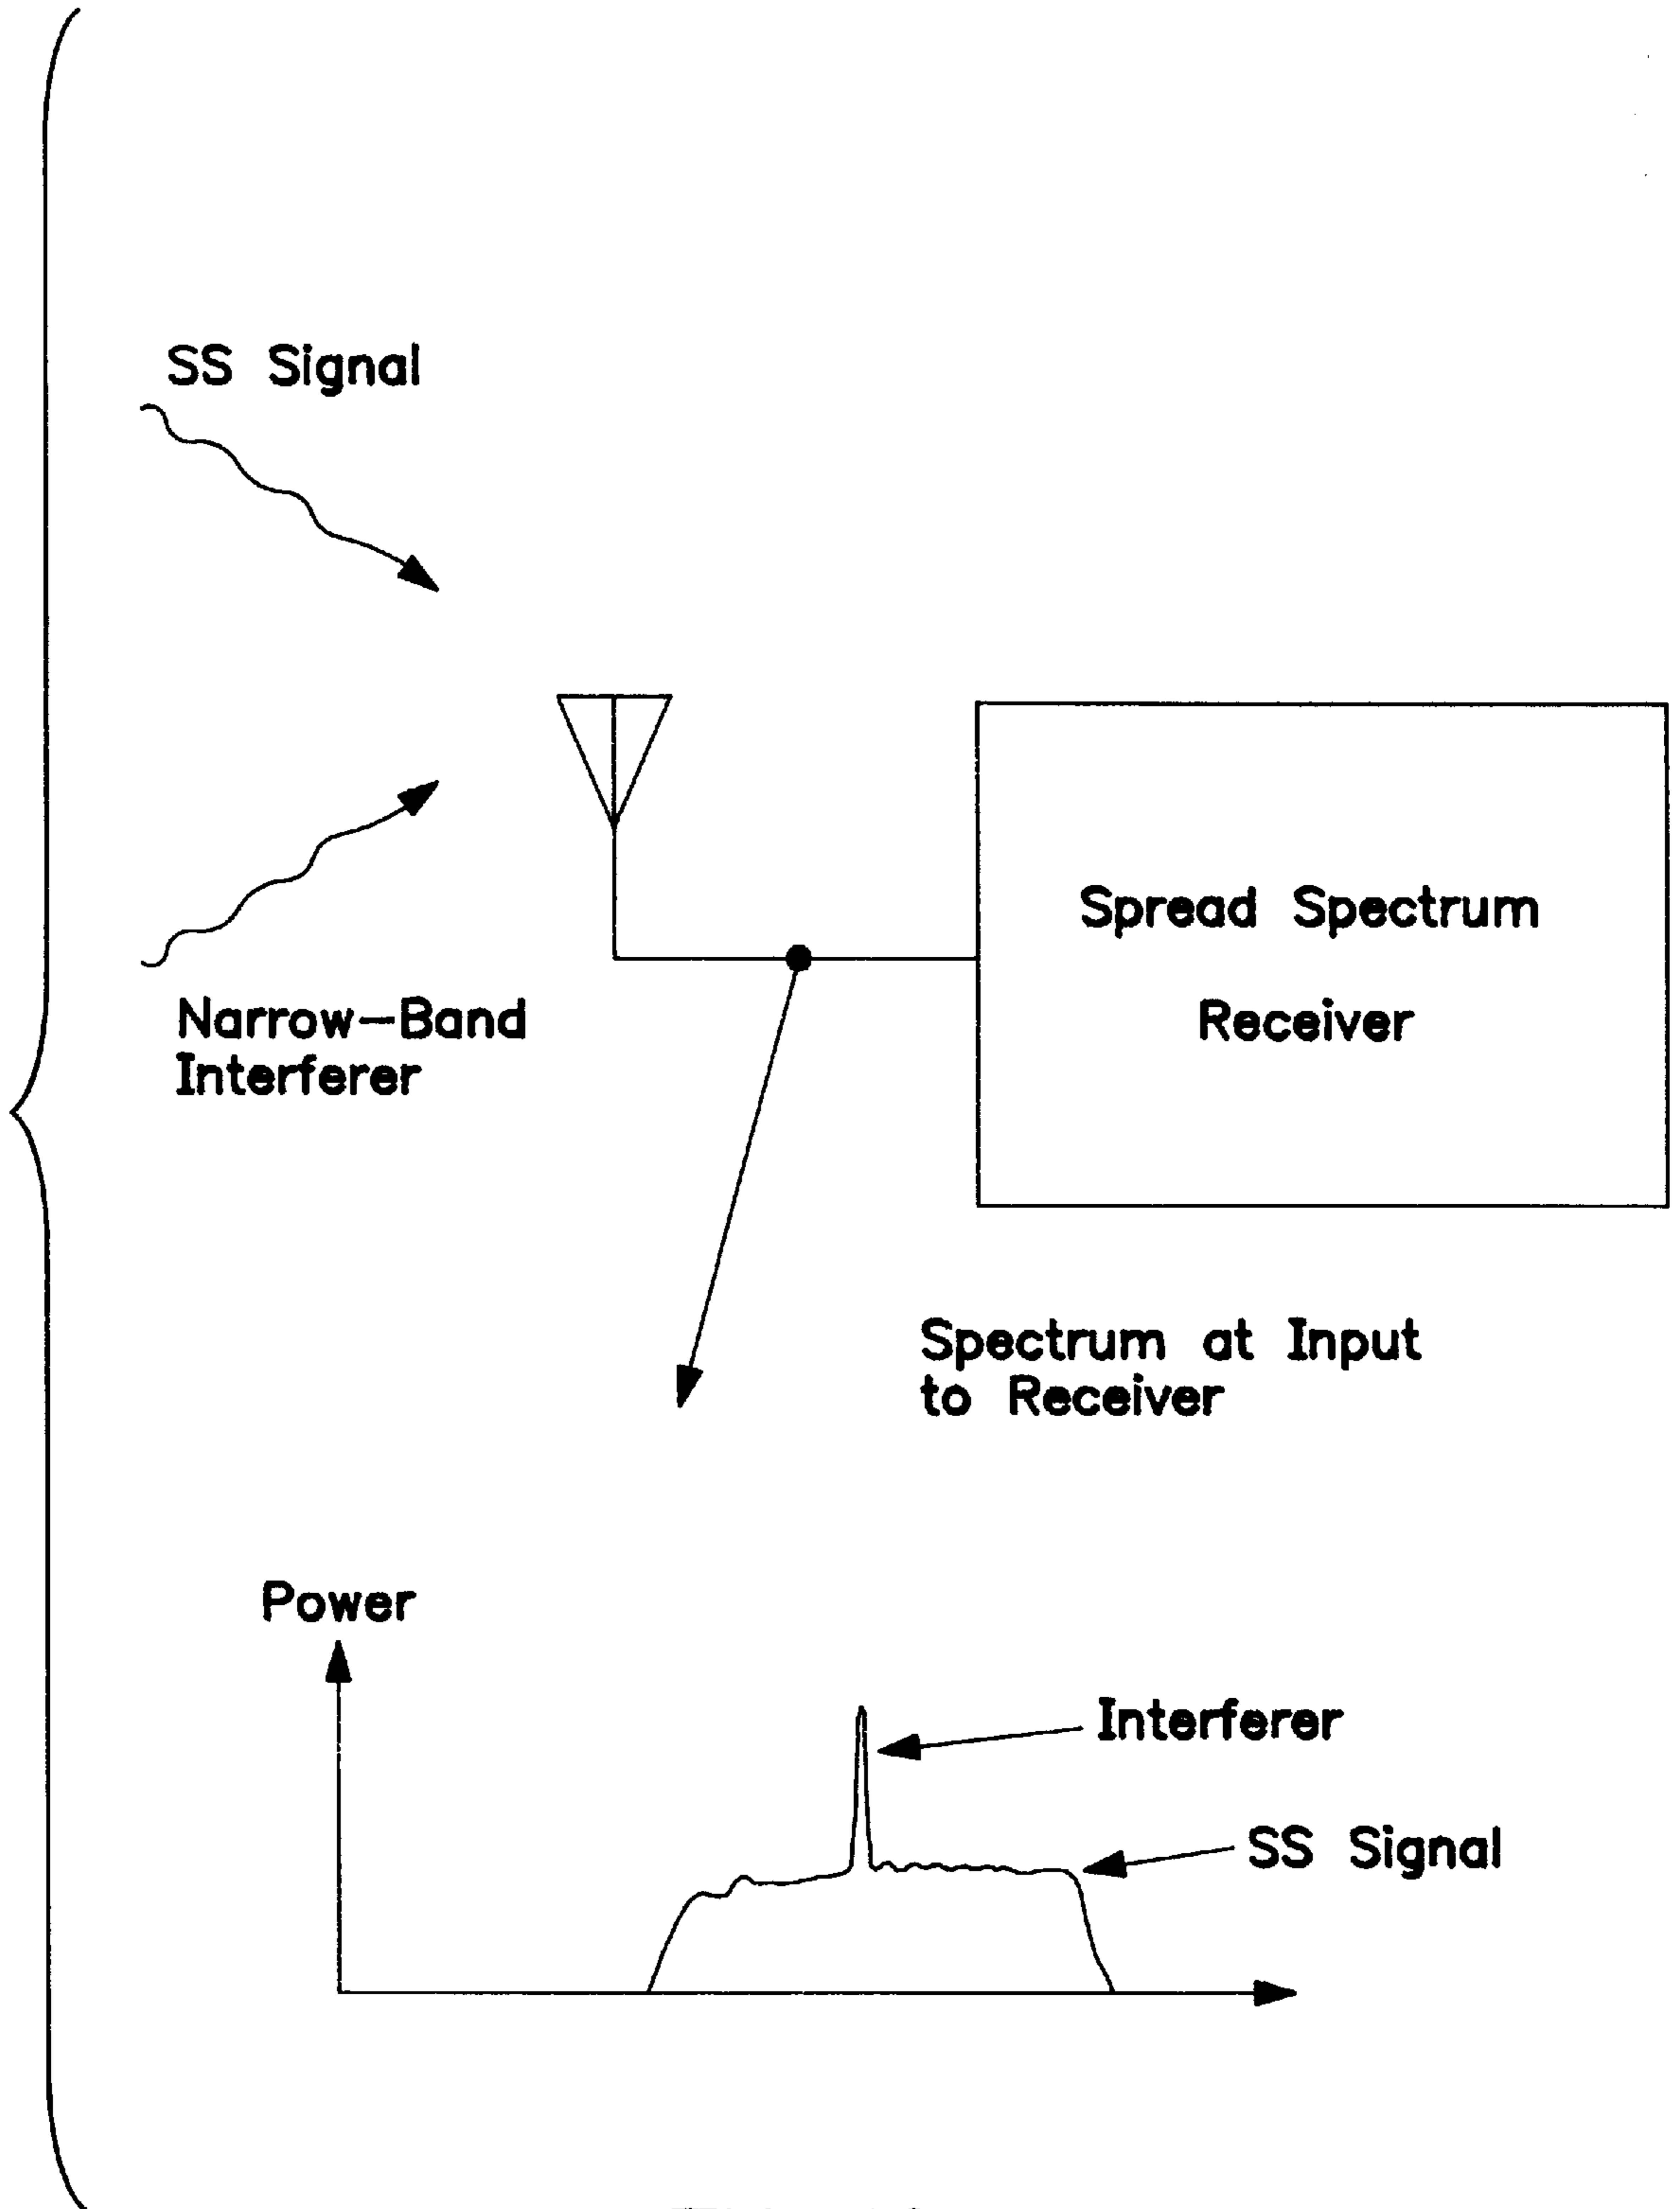 SS Signal
Narrow-Band
Interferer
Spread Spectrum
Receiver
Spectrum at Input
to Receiver
Power
Interferer
SS Signal